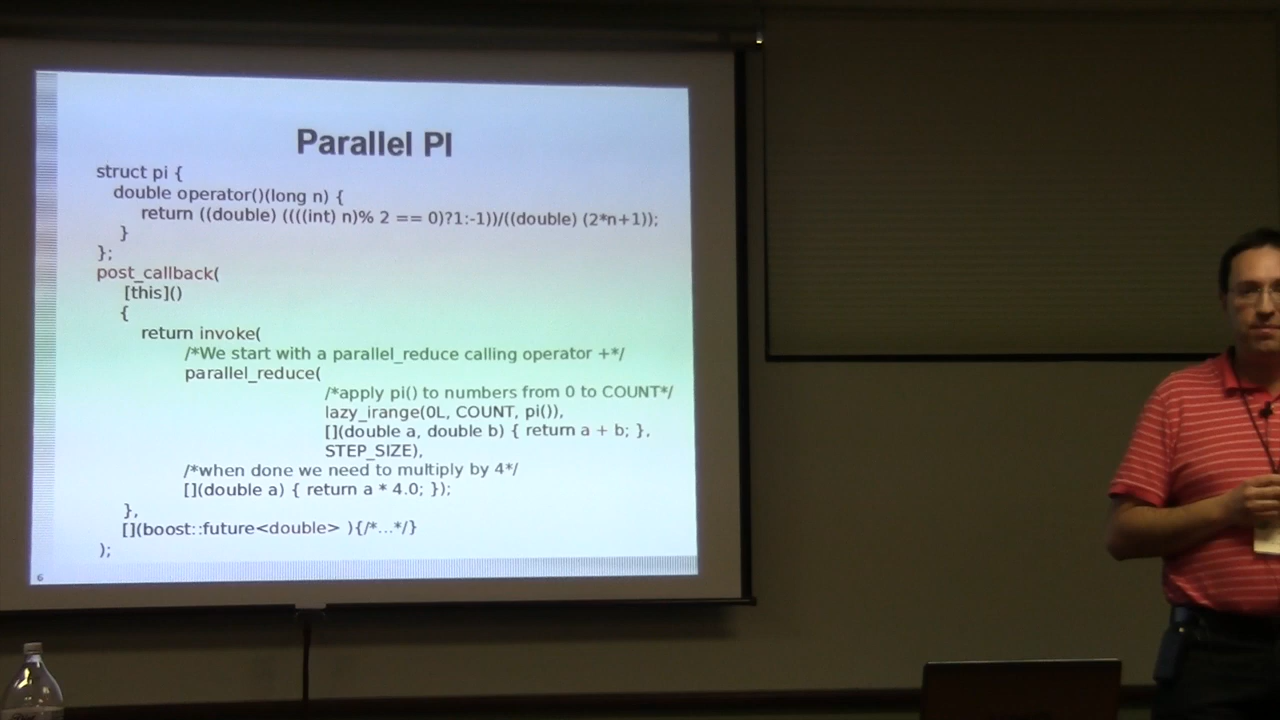 Parallel PI
struct pi {
double operator()(long n) {
return ((double) ((((int) n)% 2 == 0)?1:-1))/((double) (2*n+1));
}
};
post_callback(
[this]()
{
return invoke(
/*We start with a parallel_reduce calling operator +*/
parallel_reduce(
/*apply pi() to numbers from 0 to COUNT*/
lazy_irange(0L, COUNT, pi()),
[](double a, double b) { return a + b; },
STEP_SIZE),
/*when done we need to multiply by 4*/
[](double a) { return a * 4.0; });
},
[](boost::future<double> ){/*...*/}
);
6